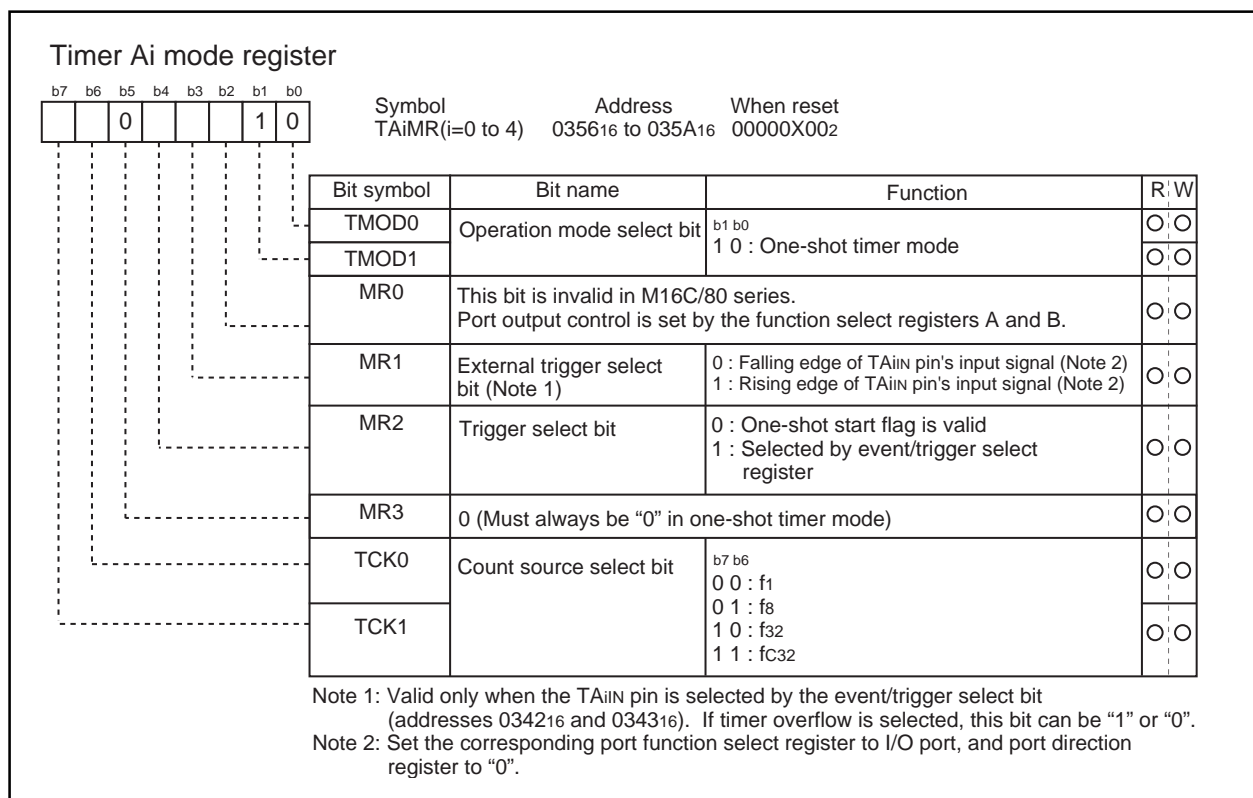 Timer Ai mode register
b7 b6 b5 b4 b3 b2 b1 b0
0 1 0
Symbol Address When reset
TAiMR(i=0 to 4) 035616 to 035A16 00000X002
Bit symbol Bit name Function R W
TMOD0 Operation mode select bit b1 b0
1 0 : One-shot timer mode
TMOD1
MR0 This bit is invalid in M16C/80 series.
Port output control is set by the function select registers A and B.
MR1 External trigger select bit (Note 1) 0 : Falling edge of TAiIN pin's input signal (Note 2)
1 : Rising edge of TAiIN pin's input signal (Note 2)
MR2 Trigger select bit 0 : One-shot start flag is valid
1 : Selected by event/trigger select
register
MR3 0 (Must always be “0” in one-shot timer mode)
TCK0 Count source select bit b7 b6
0 0 : f1
0 1 : f8
TCK1 1 0 : f32
1 1 : fC32
Note 1: Valid only when the TAiIN pin is selected by the event/trigger select bit
(addresses 034216 and 034316). If timer overflow is selected, this bit can be “1” or “0”.
Note 2: Set the corresponding port function select register to I/O port, and port direction
register to “0”.